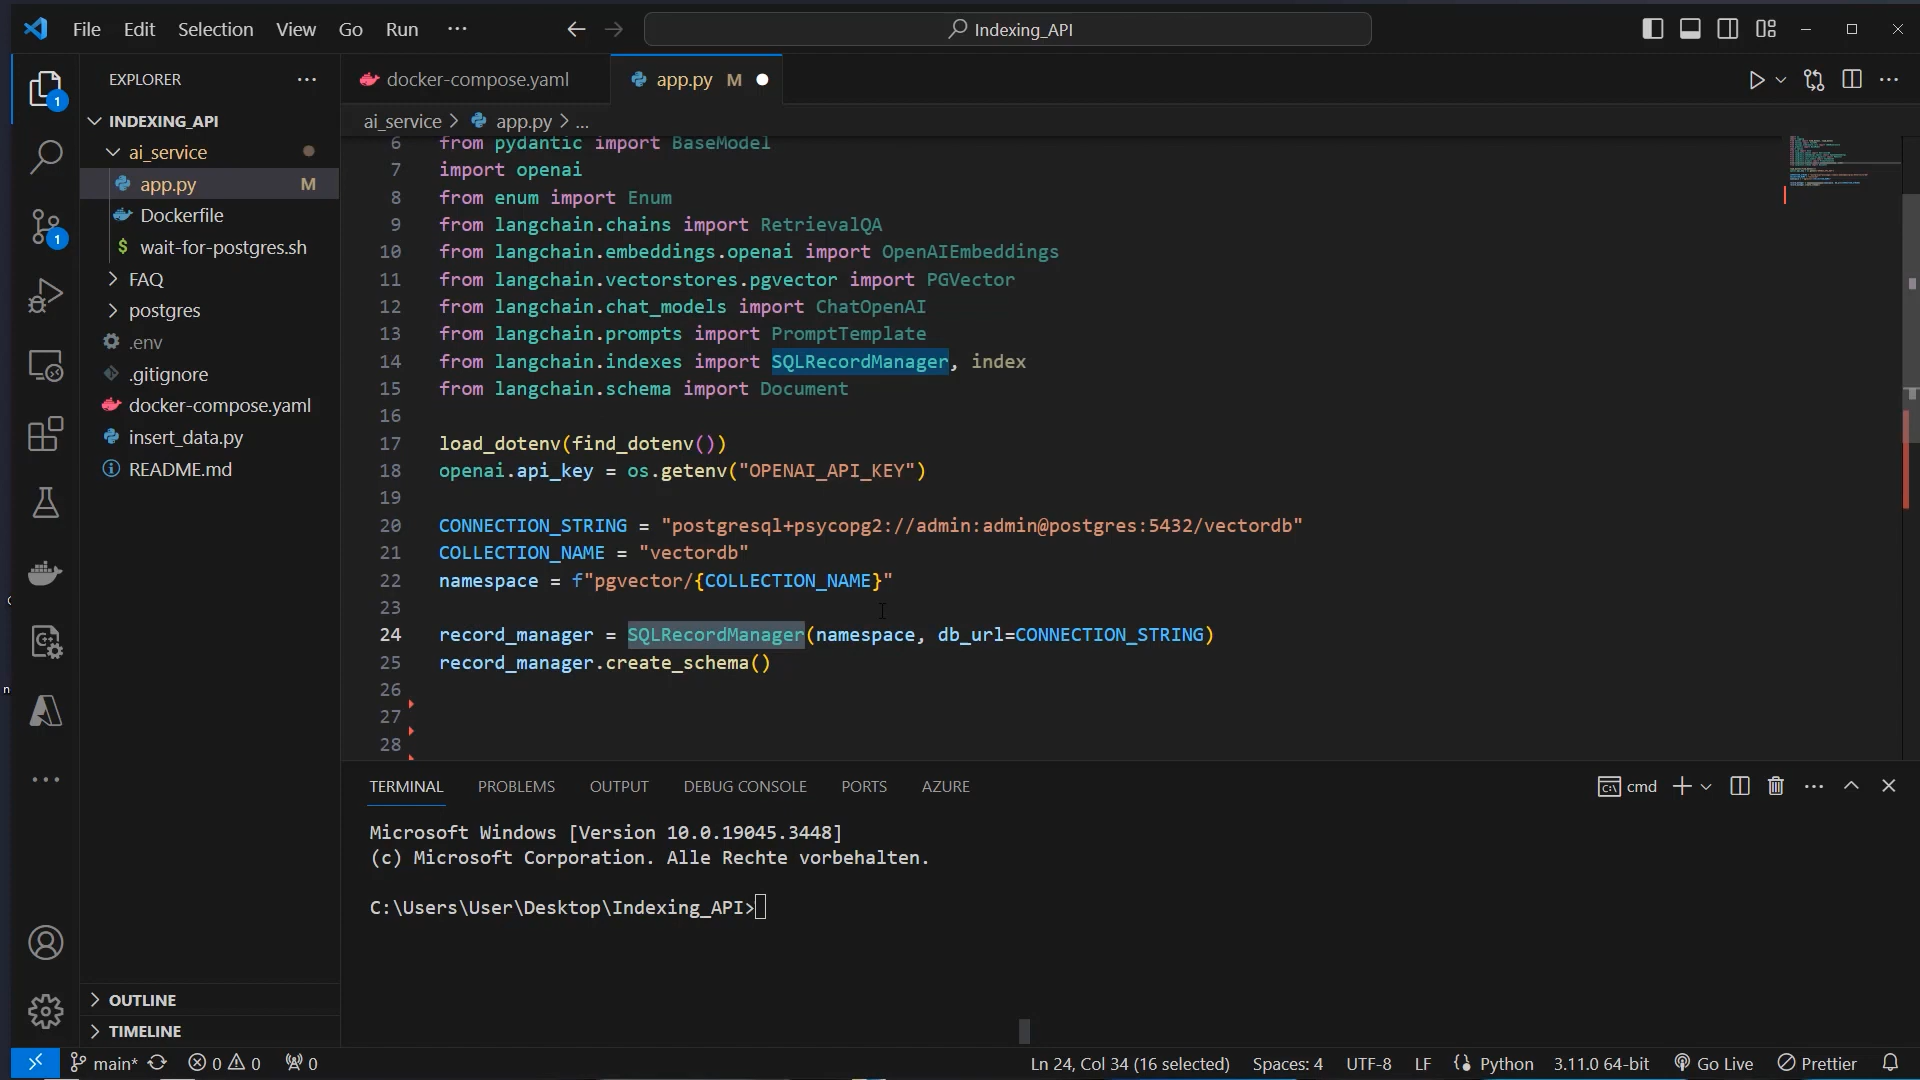 File Edit Selection View Go Run ···
Indexing_API
EXPLORER
INDEXING_API
ai_service
app.py M
Dockerfile
$ wait-for-postgres.sh
FAQ
postgres
.env
.gitignore
docker-compose.yaml
insert_data.py
README.md
OUTLINE
TIMELINE
1
1
docker-compose.yaml
app.py M
ai_service > app.py > ...
6 from pydantic import BaseModel
7 import openai
8 from enum import Enum
9 from langchain.chains import RetrievalQA
10 from langchain.embeddings.openai import OpenAIEmbeddings
11 from langchain.vectorstores.pgvector import PGVector
12 from langchain.chat_models import ChatOpenAI
13 from langchain.prompts import PromptTemplate
14 from langchain.indexes import SQLRecordManager, index
15 from langchain.schema import Document
16
17 load_dotenv(find_dotenv())
18 openai.api_key = os.getenv("OPENAI_API_KEY")
19
20 CONNECTION_STRING = "postgresql+psycopg2://admin:admin@postgres:5432/vectordb"
21 COLLECTION_NAME = "vectordb"
22 namespace = f"pgvector/{COLLECTION_NAME}"
23
24 record_manager = SQLRecordManager(namespace, db_url=CONNECTION_STRING)
25 record_manager.create_schema()
26
27
28
TERMINAL PROBLEMS OUTPUT DEBUG CONSOLE PORTS AZURE
cmd
Microsoft Windows [Version 10.0.19045.3448]
(c) Microsoft Corporation. Alle Rechte vorbehalten.
C:\Users\User\Desktop\Indexing_API>
main* 0 0 0
Ln 24, Col 34 (16 selected) Spaces: 4 UTF-8 LF {} Python 3.11.0 64-bit Go Live Prettier